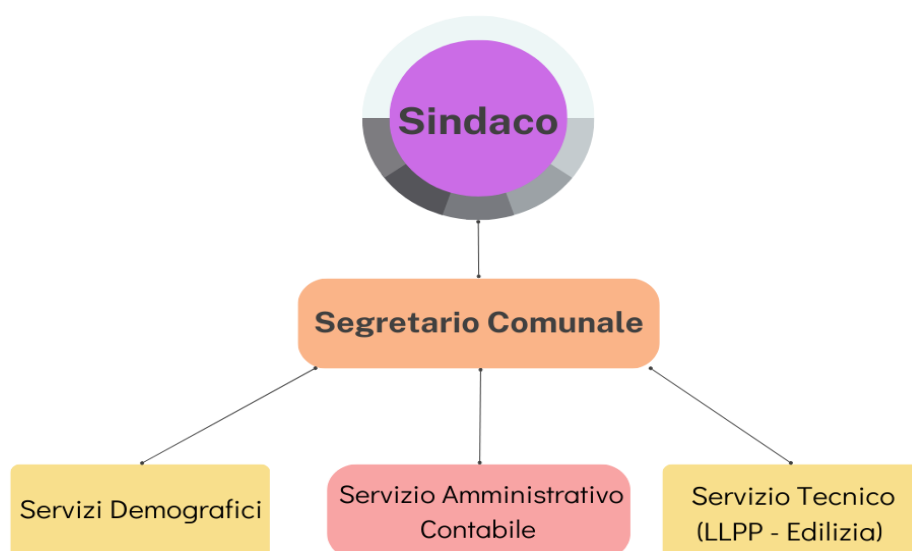 Sindaco
Segretario Comunale
Servizi Demografici
Servizio Amministrativo
Contabile
Servizio Tecnico
(LLPP - Edilizia)